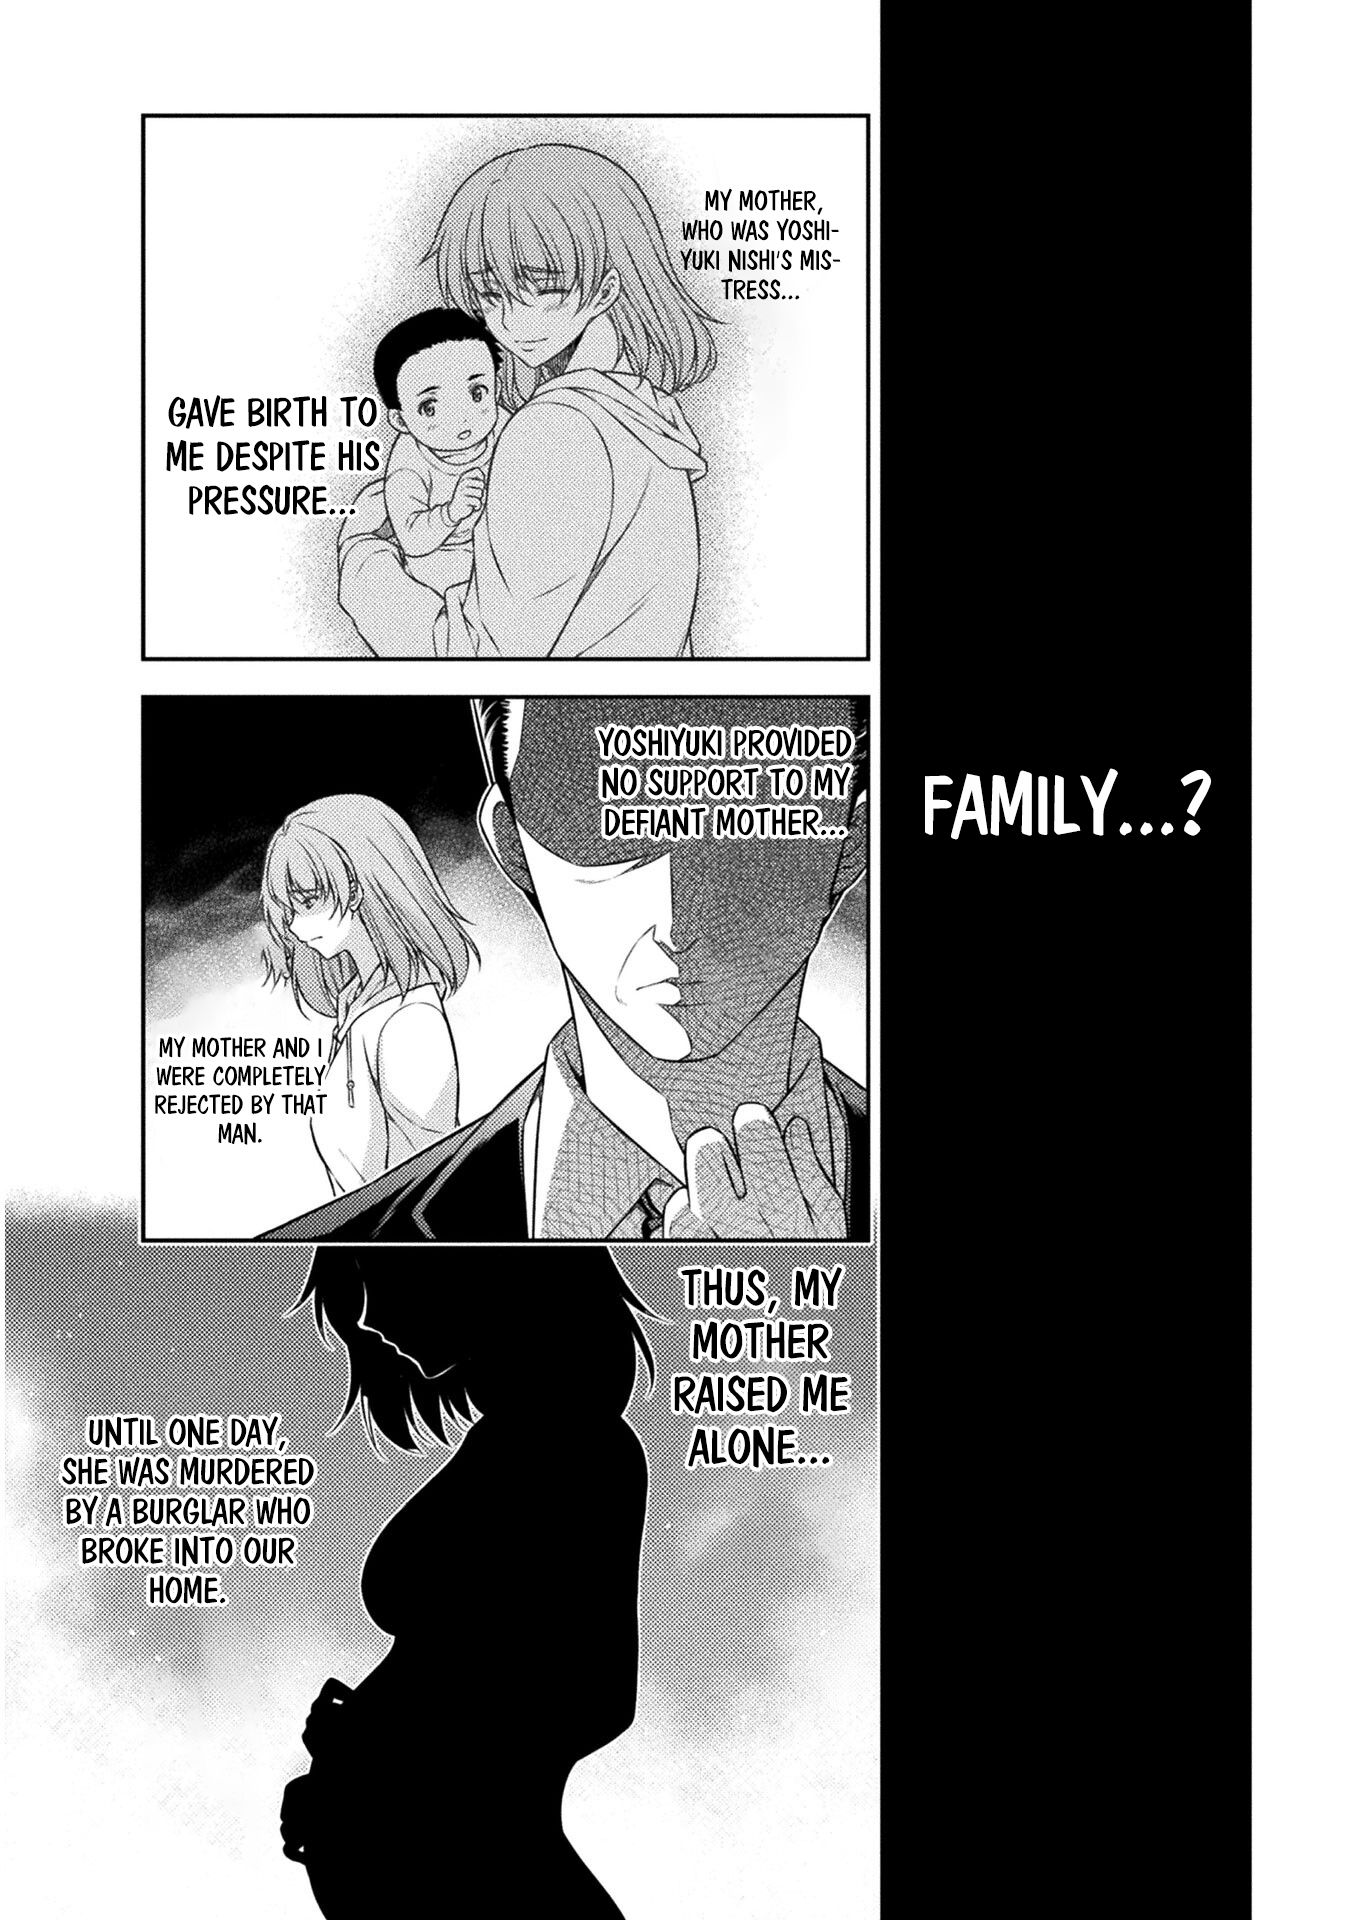 FAMILY...?
MY MOTHER,
WHO WAS YOSHI-
YUKI NISHI'S MIS-
TRESS...
GAVE BIRTH TO
ME DESPITE HIS
PRESSURE...
YOSHIYUKI PROVIDED
NO SUPPORT TO MY
DEFIANT MOTHER...
MY MOTHER AND I
WERE COMPLETELY
REJECTED BY THAT
MAN.
THUS, MY
MOTHER
RAISED ME
ALONE...
UNTIL ONE DAY,
SHE WAS MURDERED
BY A BURGLAR WHO
BROKE INTO OUR
HOME.